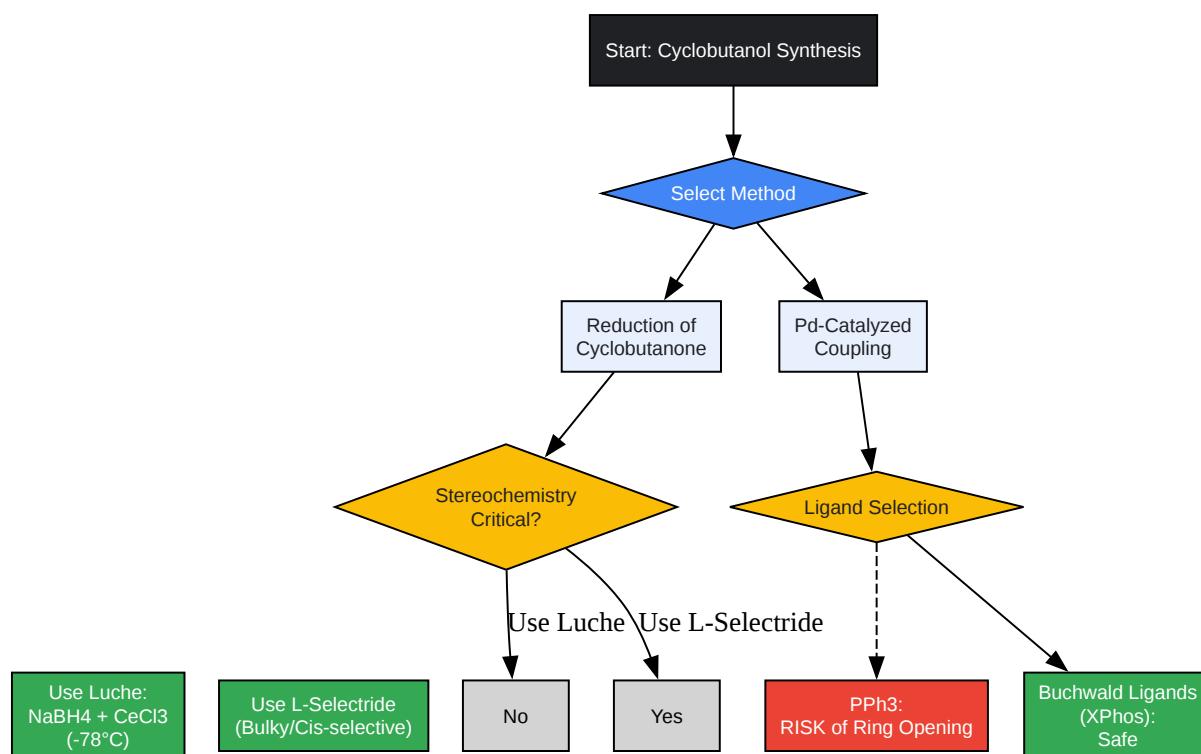 Start: Cyclobutanol Synthesis
Select Method
Reduction of
Cyclobutanone
Pd-Catalyzed
Coupling
Stereochemistry
Critical?
Ligand Selection
Use Luche
Use L-Selectride
Use Luche:
NaBH4 + CeCl3
(-78°C)
Use L-Selectride
(Bulky/Cis-selective)
No
Yes
PPh3:
RISK of Ring Opening
Buchwald Ligands
(XPhos):
Safe